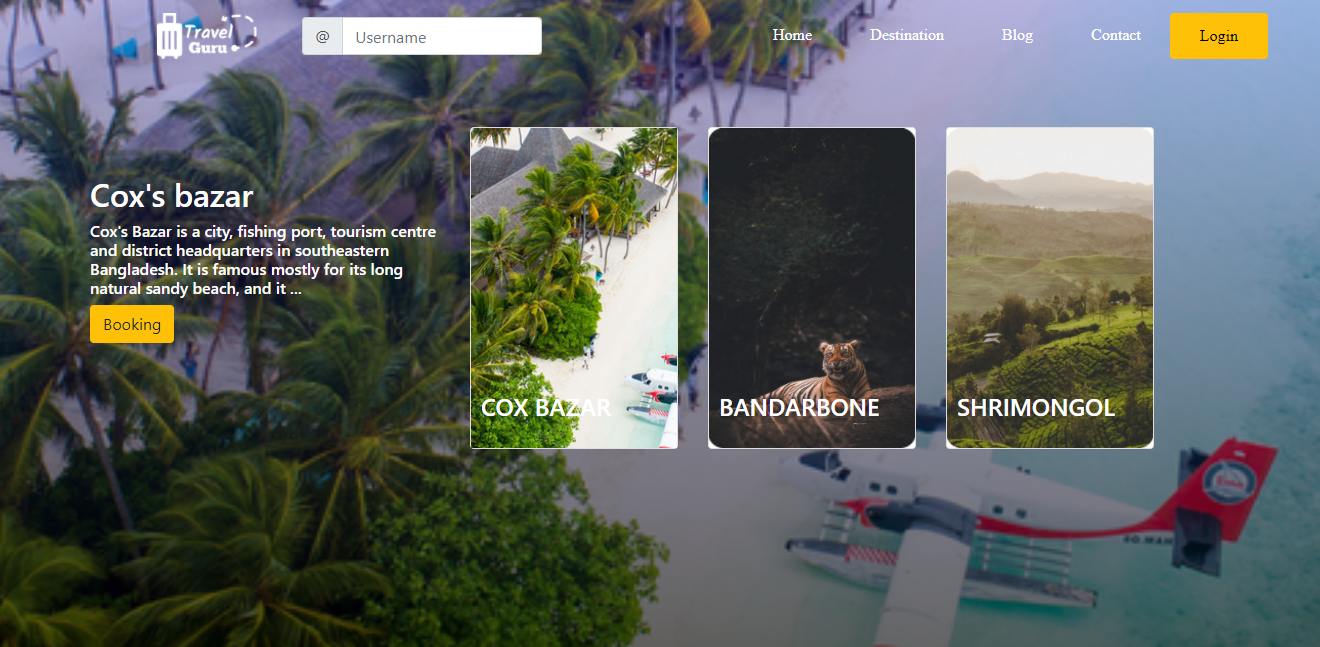 Travel
Guru
@ Username
Home Destination Blog Contact Login
Cox's bazar
Cox's Bazar is a city, fishing port, tourism centre
and district headquarters in southeastern
Bangladesh. It is famous mostly for its long
natural sandy beach, and it ...
Booking
COX BAZAR
BANDARBONE
SHRIMONGOL